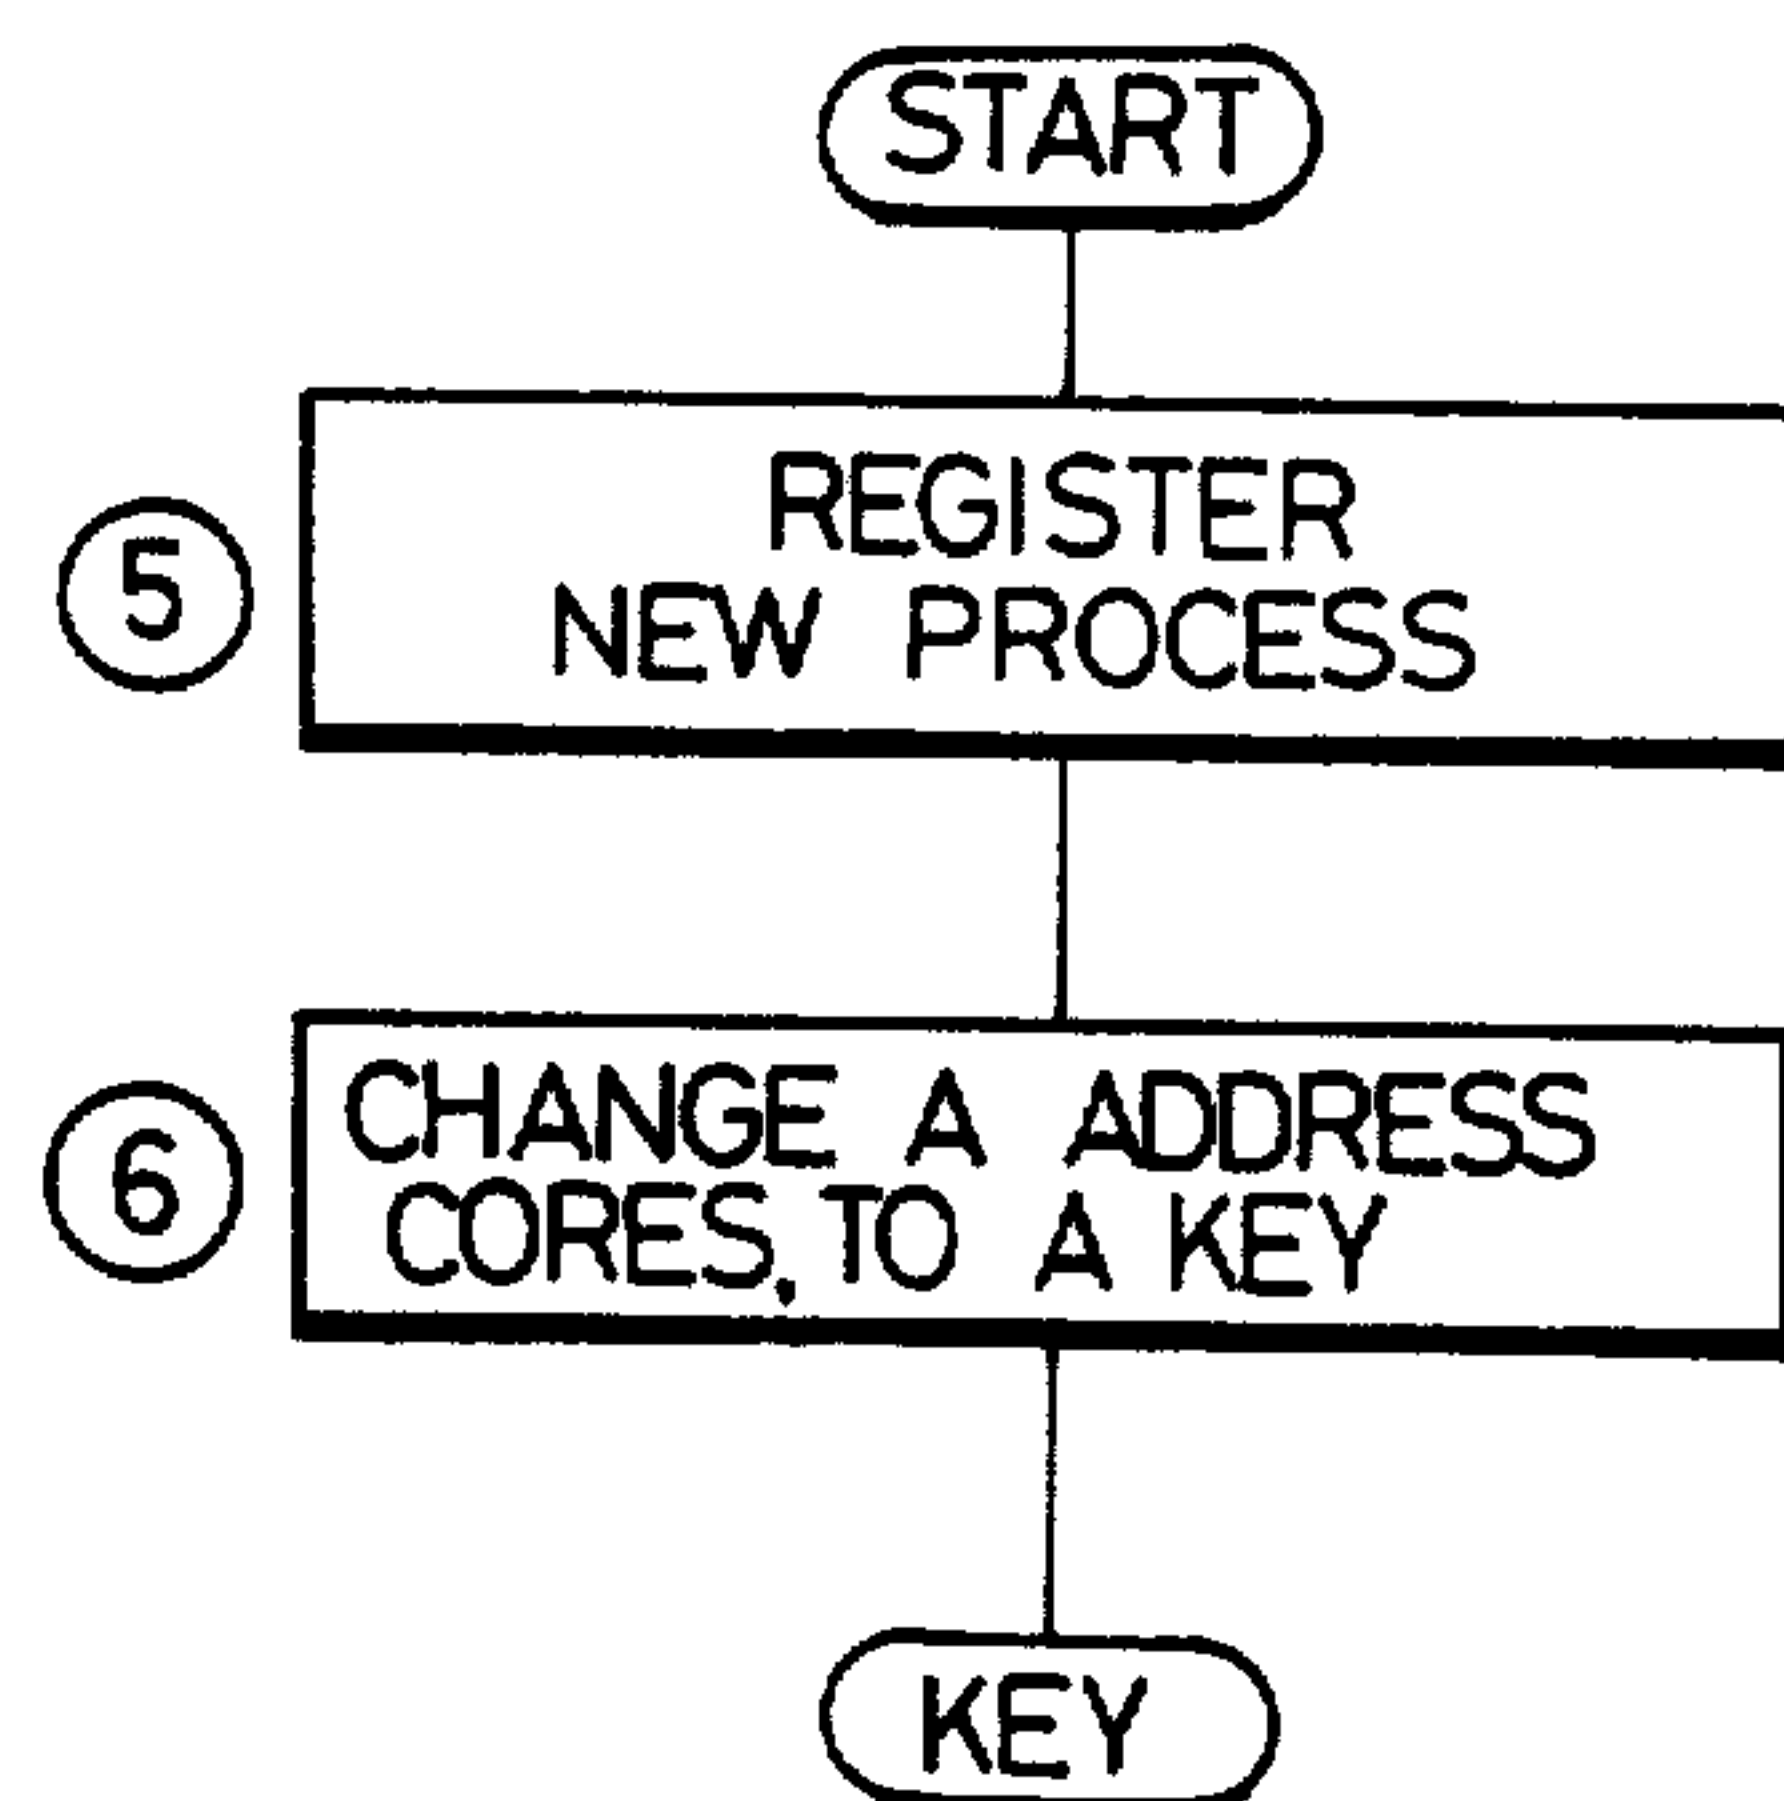 START
5
REGISTER
NEW PROCESS
6
CHANGE A ADDRESS
CORES, TO A KEY
KEY